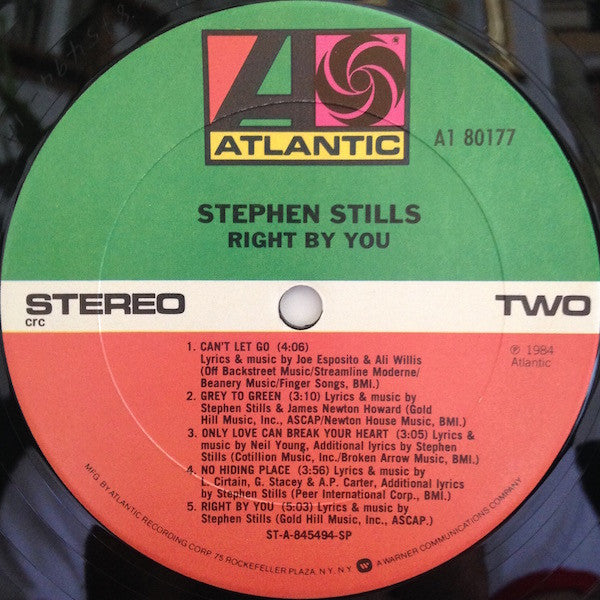 ATLANTIC
A1 80177
STEPHEN STILLS
RIGHT BY YOU
STEREO
crc
TWO
1. CAN'T LET GO (4:06)
Lyrics & music by Joe Esposito & Ali Willis
(Off Backstreet Music/Streamline Moderne/
Beanery Music/Finger Songs, BMI.)
2. GREY TO GREEN (3:10) Lyrics & music by
Stephen Stills & James Newton Howard (Gold
Hill Music, Inc., ASCAP/Newton House Music, BMI.)
3. ONLY LOVE CAN BREAK YOUR HEART (3:05) Lyrics &
music by Neil Young, Additional lyrics by Stephen
Stills (Cotillion Music, Inc./Broken Arrow Music, BMI.)
4. NO HIDING PLACE (3:56) Lyrics & music by
L. Cirtain, G. Stacey & A.P. Carter, Additional lyrics
by Stephen Stills (Peer International Corp., BMI.)
5. RIGHT BY YOU (5:03) Lyrics & music by
Stephen Stills (Gold Hill Music, Inc., ASCAP.)
ST-A-845494-SP
℗ 1984
Atlantic
MFG. BY ATLANTIC RECORDING CORP. 75 ROCKEFELLER PLAZA, N.Y. N.Y. A WARNER COMMUNICATIONS COMPANY